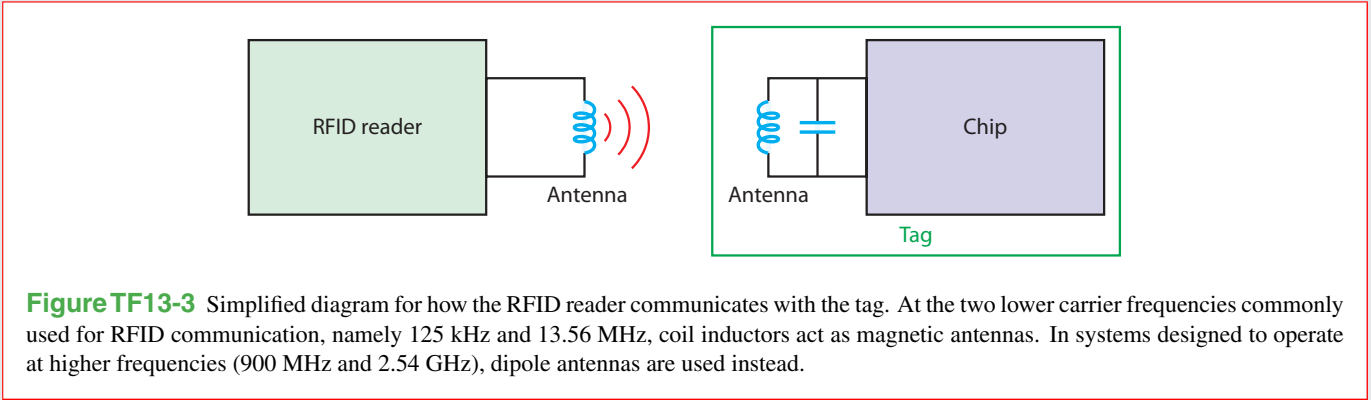 RFID reader
Antenna
Antenna
Chip
Tag
Figure TF13-3 Simplified diagram for how the RFID reader communicates with the tag. At the two lower carrier frequencies commonly
used for RFID communication, namely 125 kHz and 13.56 MHz, coil inductors act as magnetic antennas. In systems designed to operate
at higher frequencies (900 MHz and 2.54 GHz), dipole antennas are used instead.